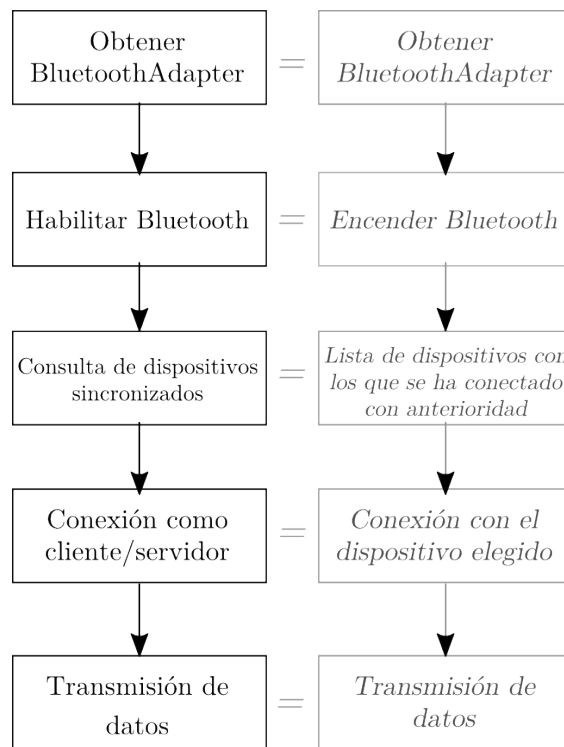 Obtener
BluetoothAdapter
=
Obtener
BluetoothAdapter
Habilitar Bluetooth
=
Encender Bluetooth
Consulta de dispositivos
sincronizados
=
Lista de dispositivos con
los que se ha conectado
con anterioridad
Conexión como
cliente/servidor
=
Conexión con el
dispositivo elegido
Transmisión de
datos
=
Transmisión de
datos